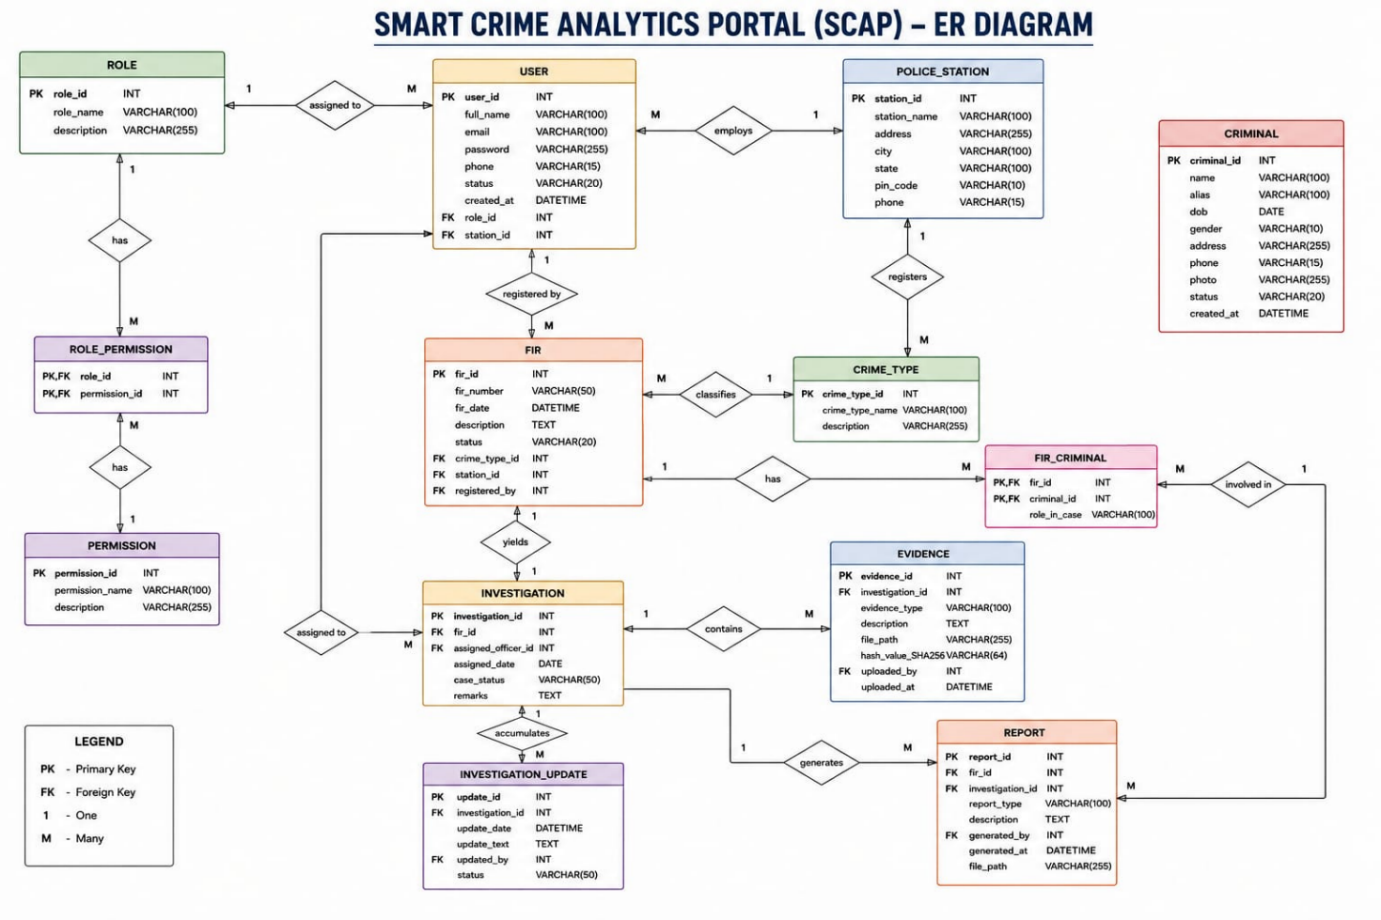 SMART CRIME ANALYTICS PORTAL (SCAP) – ER DIAGRAM
ROLE
PK role_id INT
role_name VARCHAR(100)
description VARCHAR(255)
1
assigned to
M
USER
PK user_id INT
full_name VARCHAR(100)
email VARCHAR(100)
password VARCHAR(255)
phone VARCHAR(15)
status VARCHAR(20)
created_at DATETIME
FK role_id INT
FK station_id INT
M
employs
1
POLICE_STATION
PK station_id INT
station_name VARCHAR(100)
address VARCHAR(255)
city VARCHAR(100)
state VARCHAR(100)
pin_code VARCHAR(10)
phone VARCHAR(15)
CRIMINAL
PK criminal_id INT
name VARCHAR(100)
alias VARCHAR(100)
dob DATE
gender VARCHAR(10)
address VARCHAR(255)
phone VARCHAR(15)
photo VARCHAR(255)
status VARCHAR(20)
created_at DATETIME
1
has
M
1
registered by
M
1
registers
M
ROLE_PERMISSION
PK,FK role_id INT
PK,FK permission_id INT
M
has
1
PERMISSION
PK permission_id INT
permission_name VARCHAR(100)
description VARCHAR(255)
FIR
PK fir_id INT
fir_number VARCHAR(50)
fir_date DATETIME
description TEXT
status VARCHAR(20)
FK crime_type_id INT
FK station_id INT
FK registered_by INT
M
classifies
1
CRIME_TYPE
PK crime_type_id INT
crime_type_name VARCHAR(100)
description VARCHAR(255)
1
has
M
FIR_CRIMINAL
PK,FK fir_id INT
PK,FK criminal_id INT
role_in_case VARCHAR(100)
M
involved in
1
1
yields
1
assigned to
M
INVESTIGATION
PK investigation_id INT
FK fir_id INT
FK assigned_officer_id INT
assigned_date DATE
case_status VARCHAR(50)
remarks TEXT
1
contains
M
EVIDENCE
PK evidence_id INT
FK investigation_id INT
evidence_type VARCHAR(100)
description TEXT
file_path VARCHAR(255)
hash_value_SHA256 VARCHAR(64)
FK uploaded_by INT
uploaded_at DATETIME
1
accumulates
M
INVESTIGATION_UPDATE
PK update_id INT
FK investigation_id INT
update_date DATETIME
update_text TEXT
FK updated_by INT
status VARCHAR(50)
1
generates
M
REPORT
PK report_id INT
FK fir_id INT
FK investigation_id INT
report_type VARCHAR(100)
description TEXT
FK generated_by INT
generated_at DATETIME
file_path VARCHAR(255)
M
LEGEND
PK - Primary Key
FK - Foreign Key
1 - One
M - Many